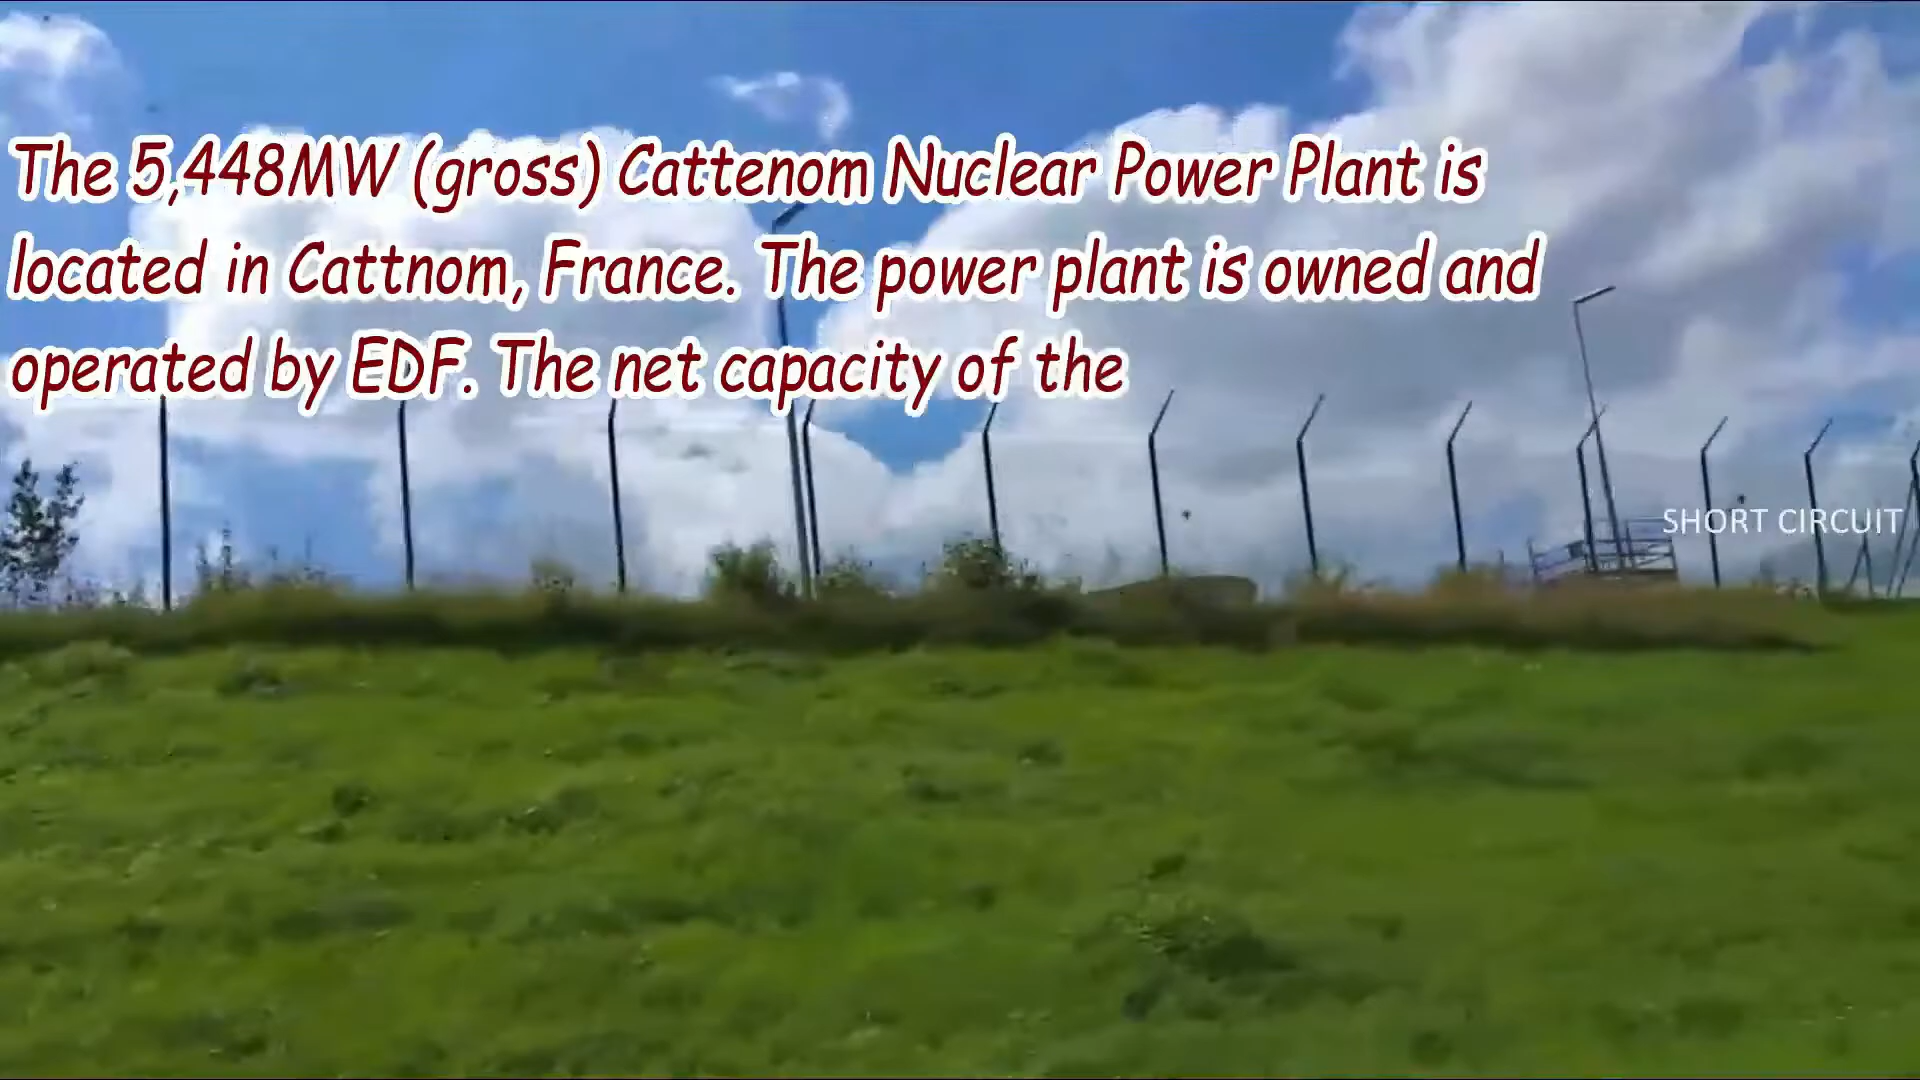 The 5,448MW (gross) Cattenom Nuclear Power Plant is
located in Cattnom, France. The power plant is owned and
operated by EDF. The net capacity of the
SHORT CIRCUIT